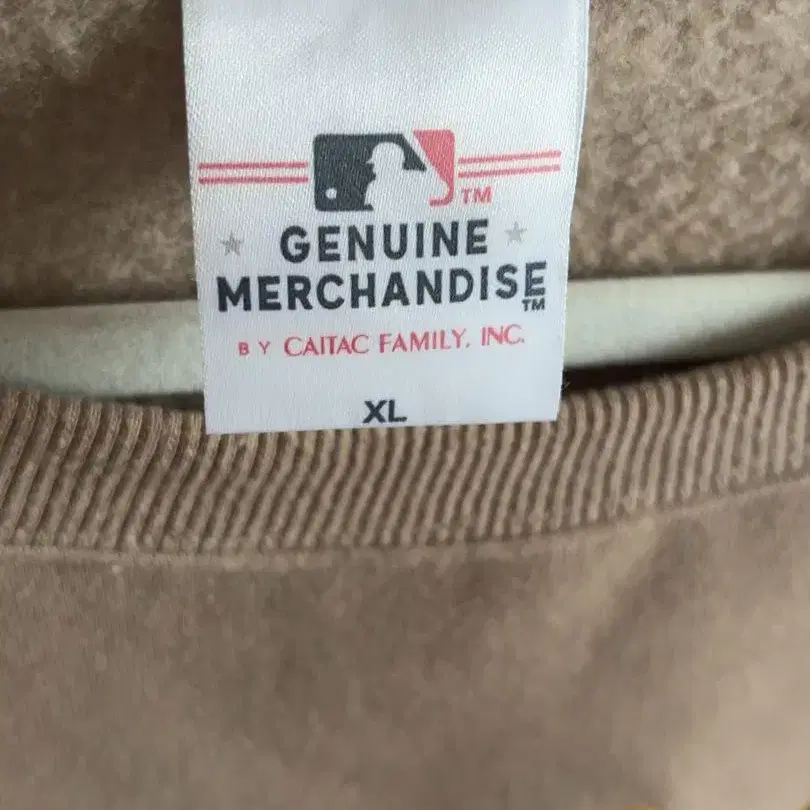 TM
GENUINE
MERCHANDISE TM
BY CAITAC FAMILY, INC.
XL